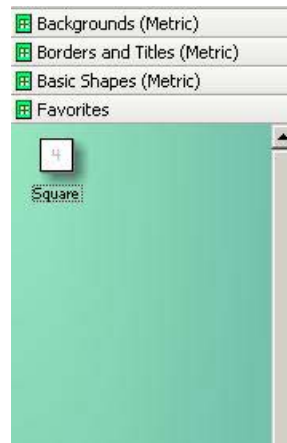 Backgrounds (Metric)
Borders and Titles (Metric)
Basic Shapes (Metric)
Favorites
4
Square